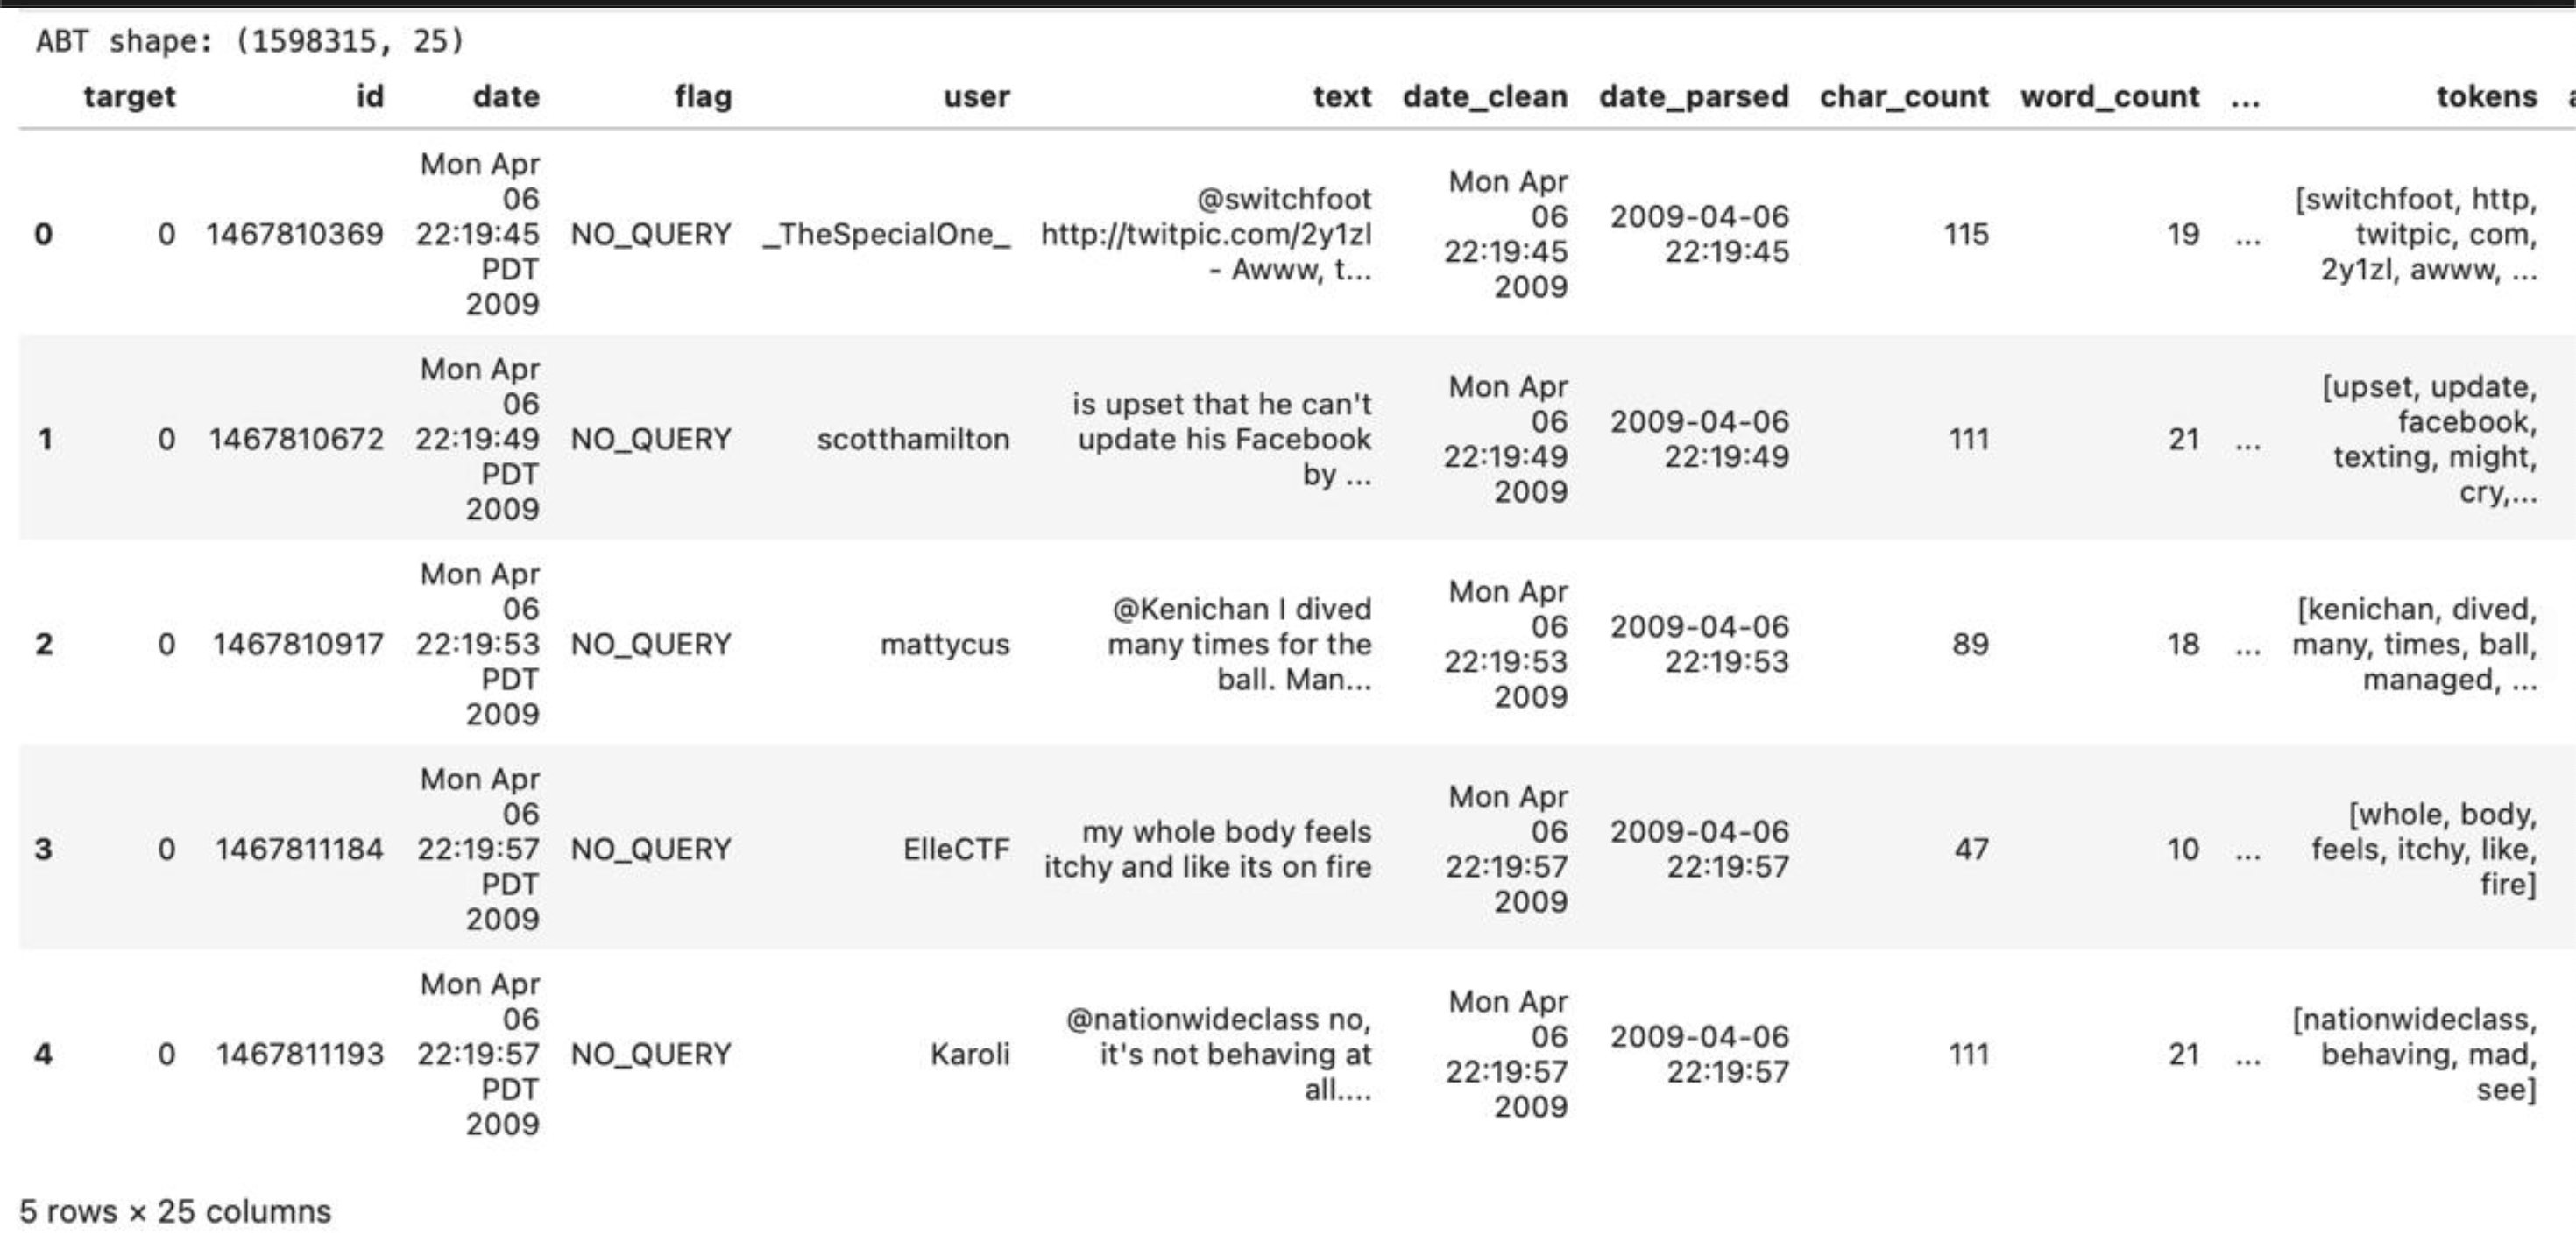 ABT shape: (1598315, 25)
target id date flag user text date_clean date_parsed char_count word_count ... tokens
0 0 1467810369 Mon Apr 06 22:19:45 PDT 2009 NO_QUERY _TheSpecialOne_ @switchfoot http://twitpic.com/2y1zl - Awww, t... Mon Apr 06 22:19:45 2009 2009-04-06 22:19:45 115 19 ... [switchfoot, http, twitpic, com, 2y1zl, awww, ...
1 0 1467810672 Mon Apr 06 22:19:49 PDT 2009 NO_QUERY scotthamilton is upset that he can't update his Facebook by ... Mon Apr 06 22:19:49 2009 2009-04-06 22:19:49 111 21 ... [upset, update, facebook, texting, might, cry,...
2 0 1467810917 Mon Apr 06 22:19:53 PDT 2009 NO_QUERY mattycus @Kenichan I dived many times for the ball. Man... Mon Apr 06 22:19:53 2009 2009-04-06 22:19:53 89 18 ... [kenichan, dived, many, times, ball, managed, ...
3 0 1467811184 Mon Apr 06 22:19:57 PDT 2009 NO_QUERY ElleCTF my whole body feels itchy and like its on fire Mon Apr 06 22:19:57 2009 2009-04-06 22:19:57 47 10 ... [whole, body, feels, itchy, like, fire]
4 0 1467811193 Mon Apr 06 22:19:57 PDT 2009 NO_QUERY Karoli @nationwideclass no, it's not behaving at all.... Mon Apr 06 22:19:57 2009 2009-04-06 22:19:57 111 21 ... [nationwideclass, behaving, mad, see]
5 rows × 25 columns